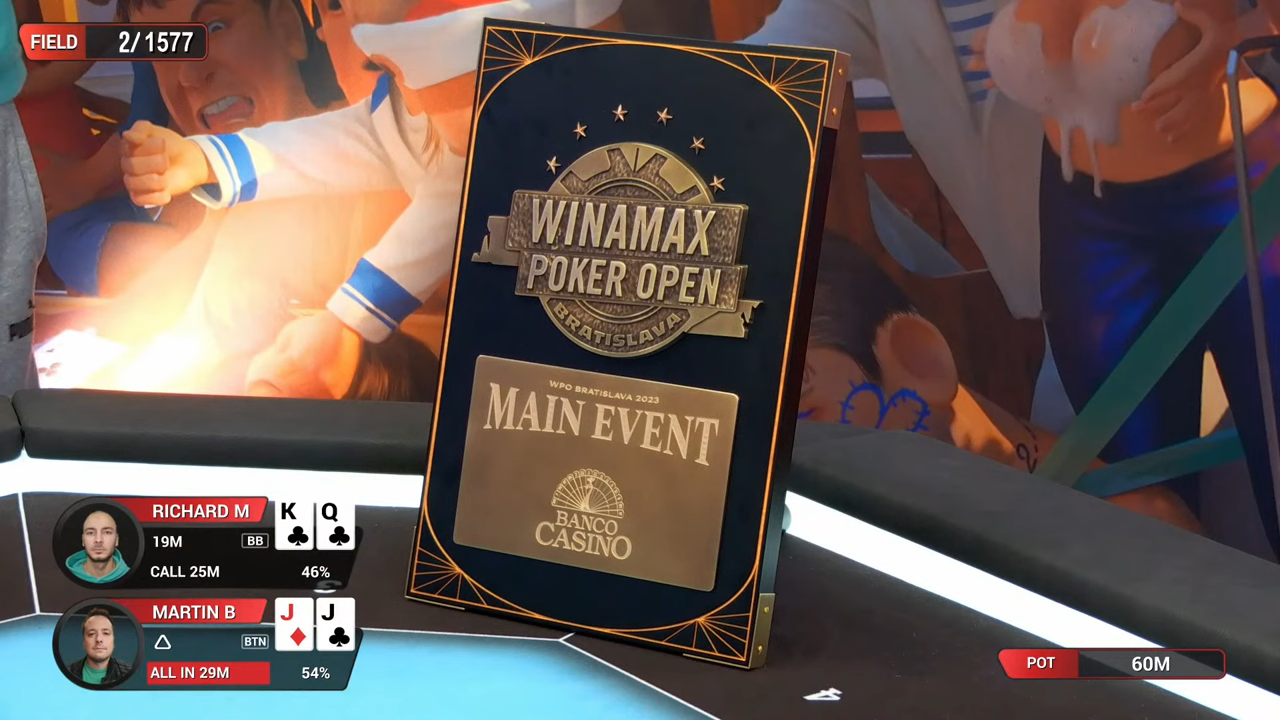 FIELD 2/1577
WINAMAX
POKER OPEN
BRATISLAVA
WPO BRATISLAVA 2023
MAIN EVENT
BANCO
CASINO
RICHARD M
K Q
19M BB
CALL 25M 46%
MARTIN B
J J
BTN
ALL IN 29M 54%
POT 60M
4